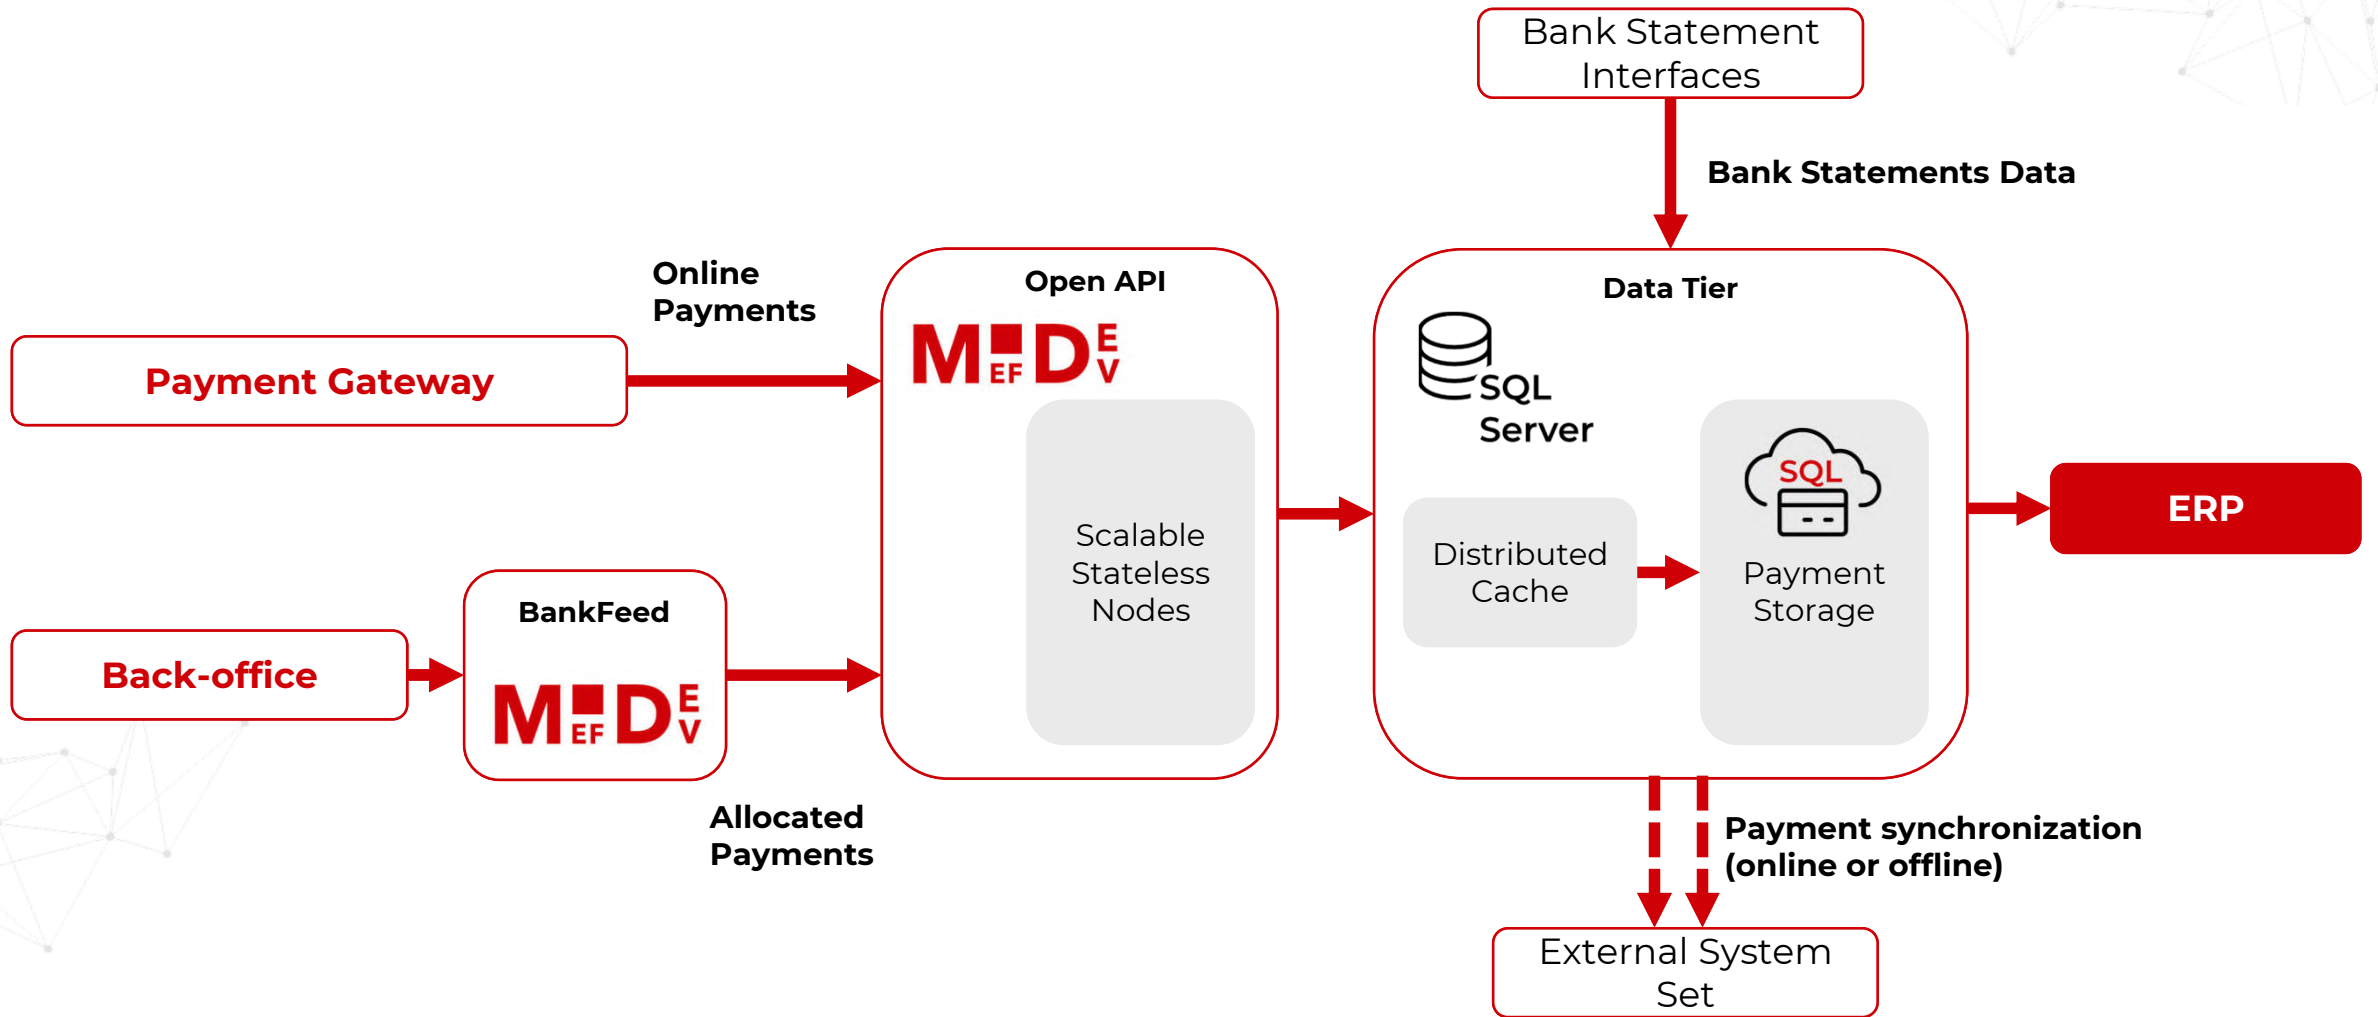 Bank Statement
Interfaces
Bank Statements Data
Online
Payments
Open API
MEFDEV
Data Tier
SQL
Server
Payment Gateway
Scalable
Stateless
Nodes
Distributed
Cache
SQL
Payment
Storage
ERP
Back-office
BankFeed
MEFDEV
Allocated
Payments
Payment synchronization
(online or offline)
External System
Set